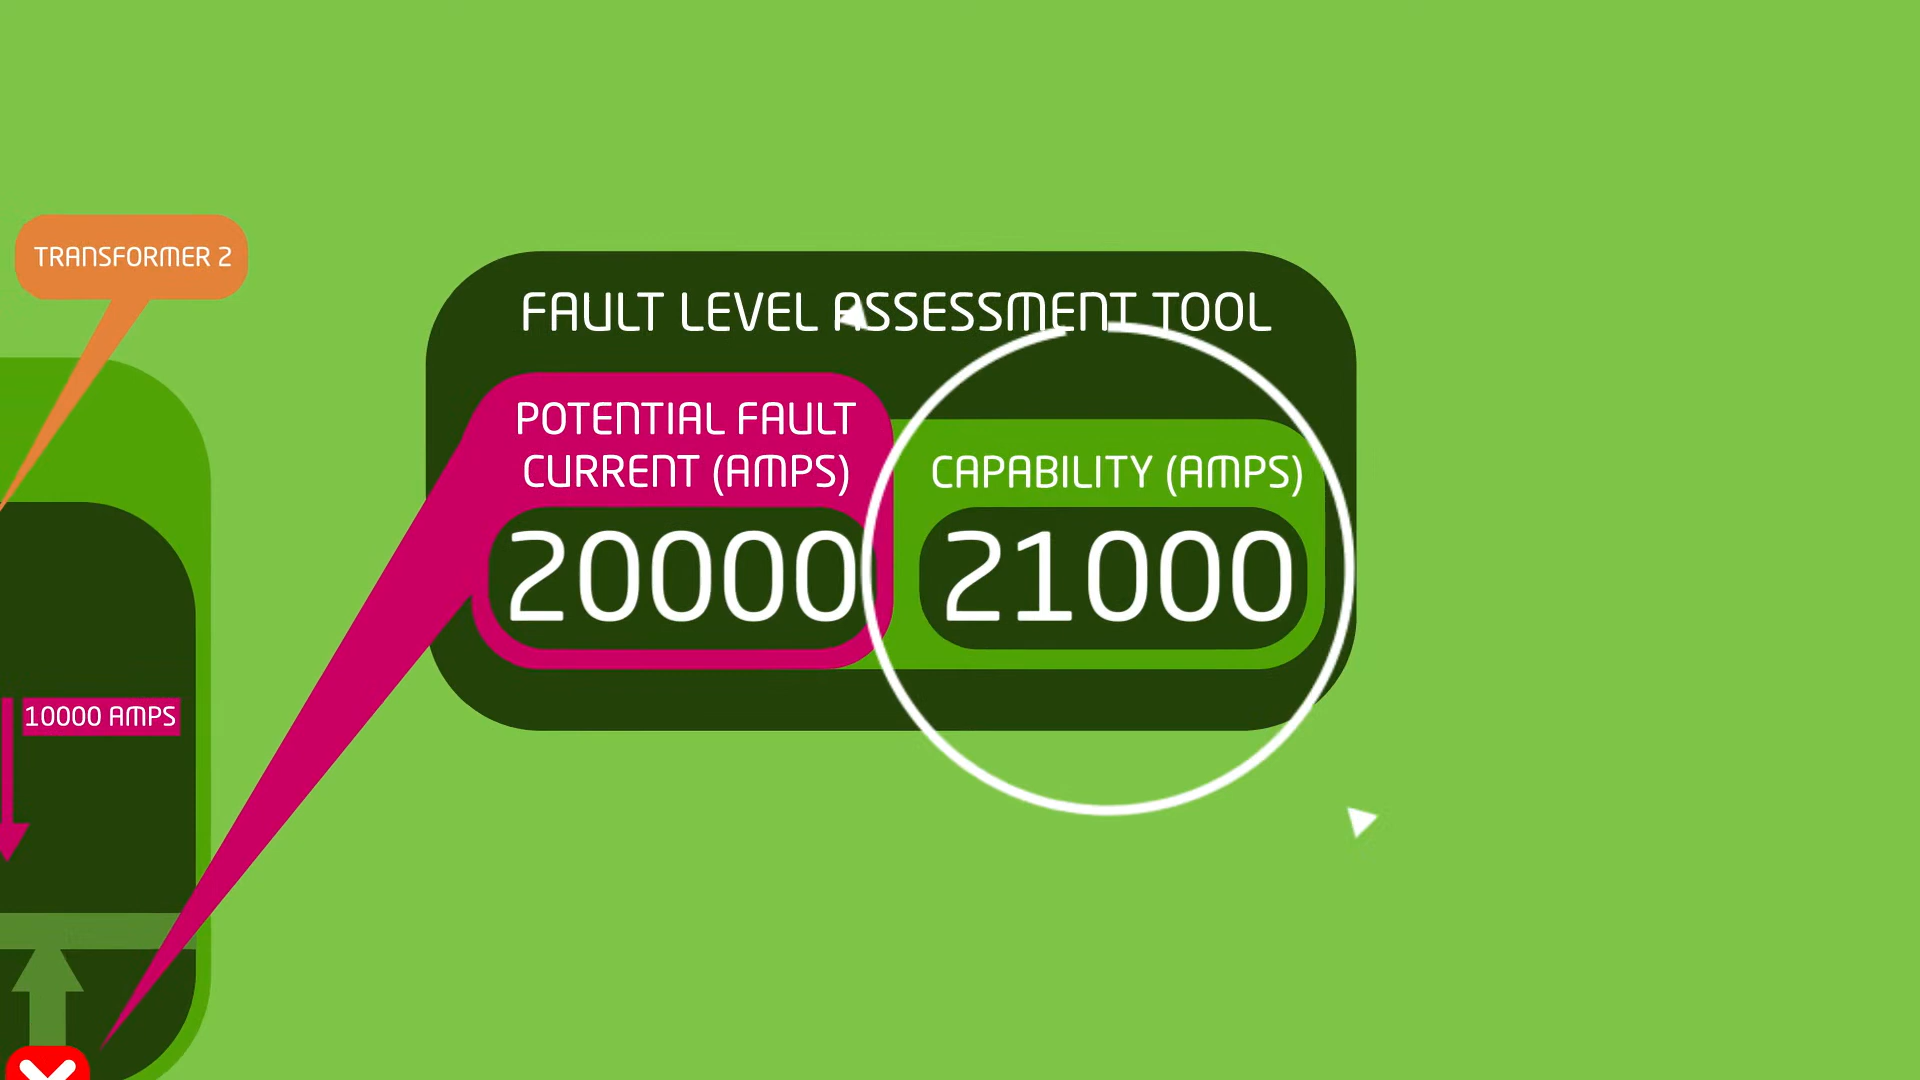 TRANSFORMER 2
FAULT LEVEL ASSESSMENT TOOL
POTENTIAL FAULT
CURRENT (AMPS)
20000
CAPABILITY (AMPS)
21000
10000 AMPS